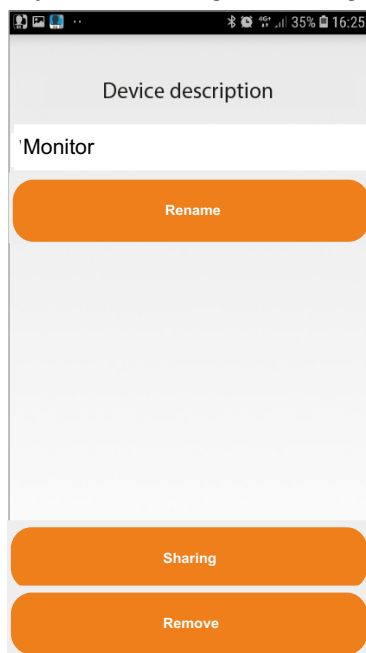 35% 16:25
Device description
'Monitor
Rename
Sharing
Remove